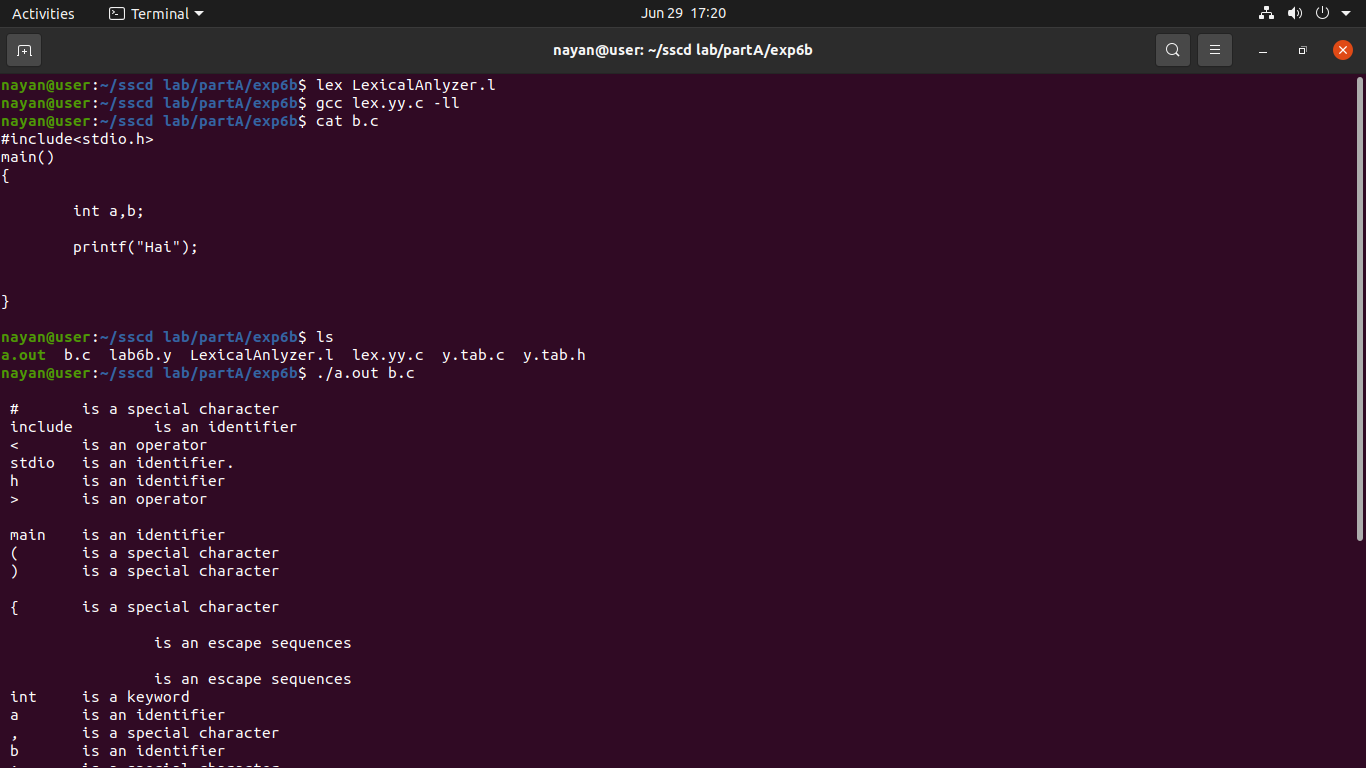 Activities Terminal Jun 29 17:20
nayan@user: ~/sscd lab/partA/exp6b
nayan@user:~/sscd lab/partA/exp6b$ lex LexicalAnlyzer.l
nayan@user:~/sscd lab/partA/exp6b$ gcc lex.yy.c -ll
nayan@user:~/sscd lab/partA/exp6b$ cat b.c
#include<stdio.h>
main()
{
int a,b;
printf("Hai");
}
nayan@user:~/sscd lab/partA/exp6b$ ls
a.out b.c lab6b.y LexicalAnlyzer.l lex.yy.c y.tab.c y.tab.h
nayan@user:~/sscd lab/partA/exp6b$ ./a.out b.c
# is a special character
include is an identifier
< is an operator
stdio is an identifier.
h is an identifier
> is an operator
main is an identifier
( is a special character
) is a special character
{ is a special character
is an escape sequences
is an escape sequences
int is a keyword
a is an identifier
, is a special character
b is an identifier
; is a special character